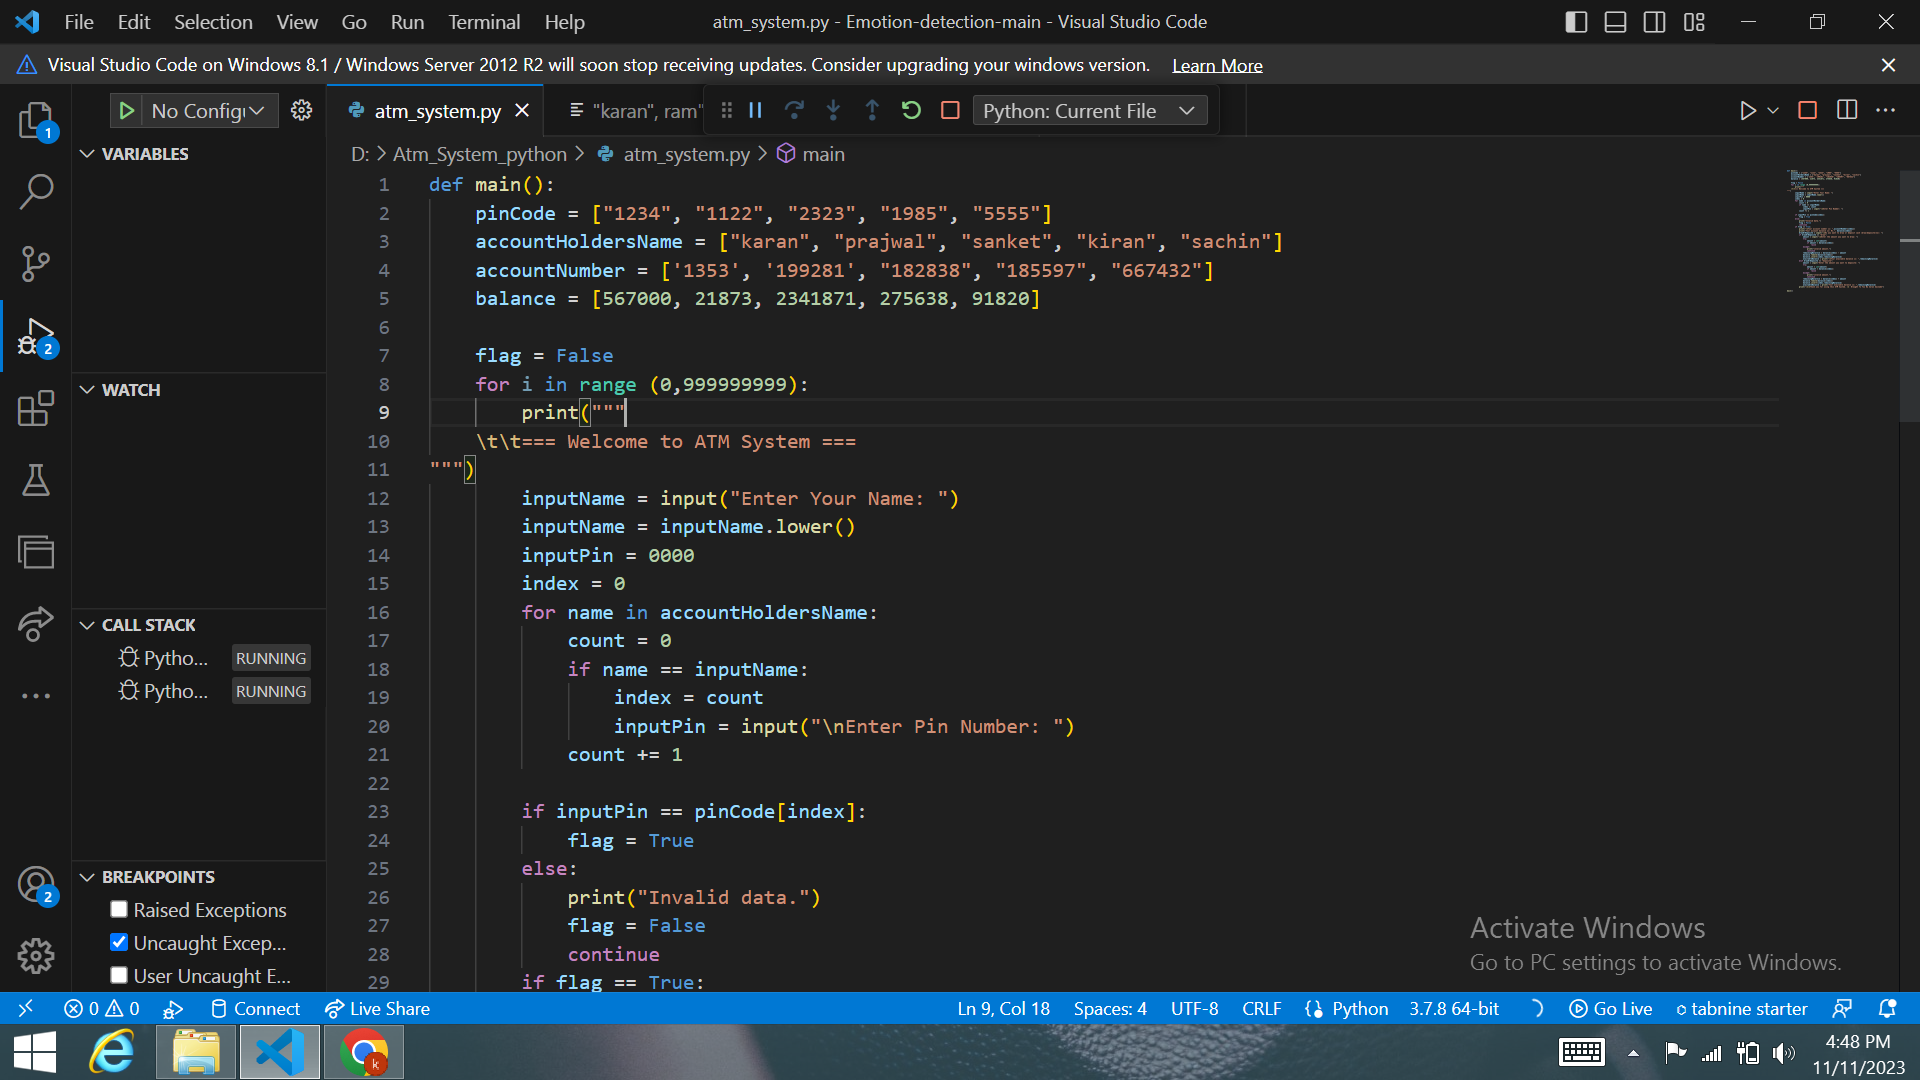 File Edit Selection View Go Run Terminal Help
atm_system.py - Emotion-detection-main - Visual Studio Code
Visual Studio Code on Windows 8.1 / Windows Server 2012 R2 will soon stop receiving updates. Consider upgrading your windows version. Learn More
No Config
atm_system.py
"karan", ram"
Python: Current File
D: > Atm_System_python > atm_system.py > main
1
VARIABLES
WATCH
2
CALL STACK
Pytho... RUNNING
Pytho... RUNNING
BREAKPOINTS
2
Raised Exceptions
Uncaught Excep...
User Uncaught E...
1 def main():
2 pinCode = ["1234", "1122", "2323", "1985", "5555"]
3 accountHoldersName = ["karan", "prajwal", "sanket", "kiran", "sachin"]
4 accountNumber = ['1353', '199281', "182838", "185597", "667432"]
5 balance = [567000, 21873, 2341871, 275638, 91820]
6
7 flag = False
8 for i in range (0,999999999):
9 print("""
10 \t\t=== Welcome to ATM System ===
11 """)
12 inputName = input("Enter Your Name: ")
13 inputName = inputName.lower()
14 inputPin = 0000
15 index = 0
16 for name in accountHoldersName:
17 count = 0
18 if name == inputName:
19 index = count
20 inputPin = input("\nEnter Pin Number: ")
21 count += 1
22
23 if inputPin == pinCode[index]:
24 flag = True
25 else:
26 print("Invalid data.")
27 flag = False
28 continue
29 if flag == True:
Activate Windows
Go to PC settings to activate Windows.
0 0 Connect Live Share
Ln 9, Col 18 Spaces: 4 UTF-8 CRLF Python 3.7.8 64-bit Go Live tabnine starter
k
4:48 PM
11/11/2023